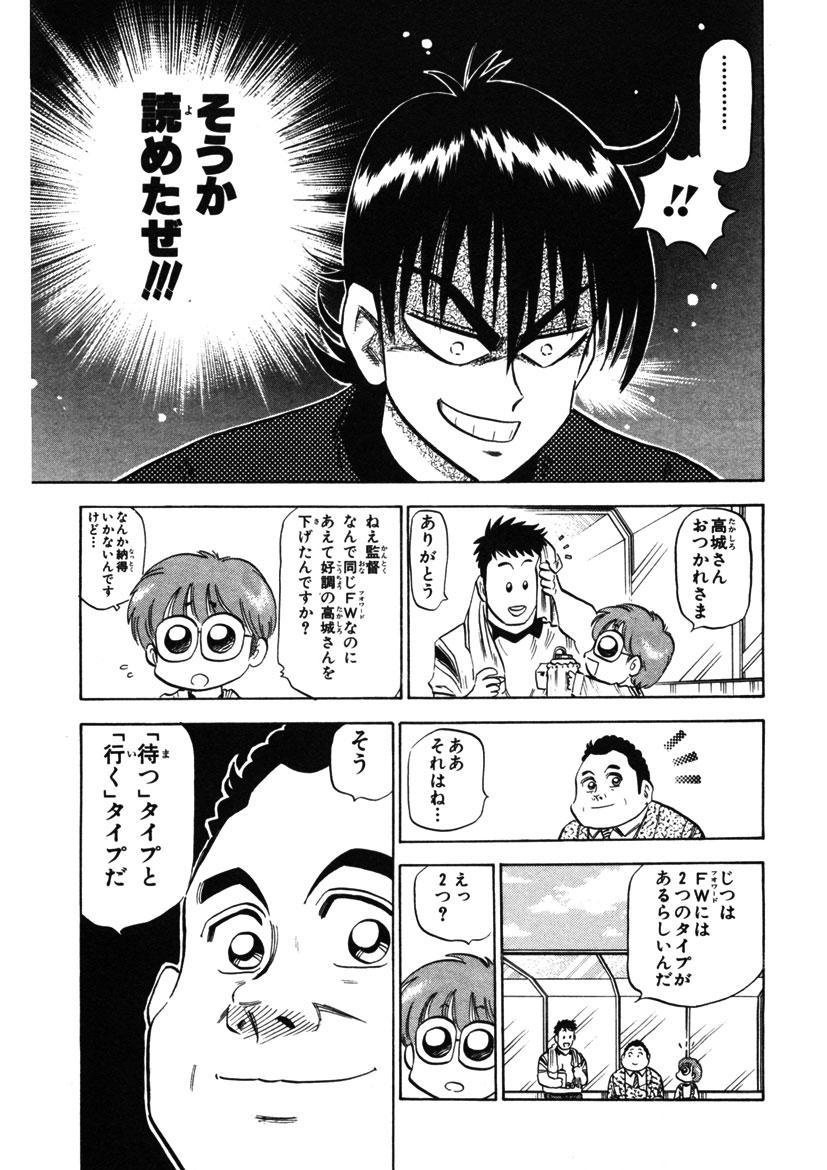 …………
!!
そうか
読めたぜ!!!
高城さん
おつかれさま
ありがとう
ねえ監督
なんで同じFWなのに
あえて好調の高城さんを
下げたんですか？
なんか納得
いかないんです
けど…
ああ
それはね…
じつは
FWには
2つのタイプが
あるらしいんだ
えっ
2つ？
そう
「待つ」タイプと
「行く」タイプだ